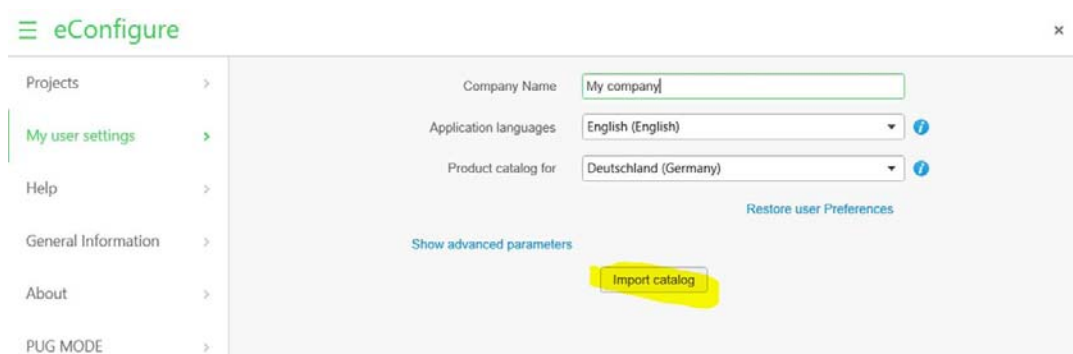 eConfigure
Projects
My user settings
Help
General Information
About
PUG MODE
Company Name My company
Application languages English (English)
Product catalog for Deutschland (Germany)
Restore user Preferences
Show advanced parameters
Import catalog